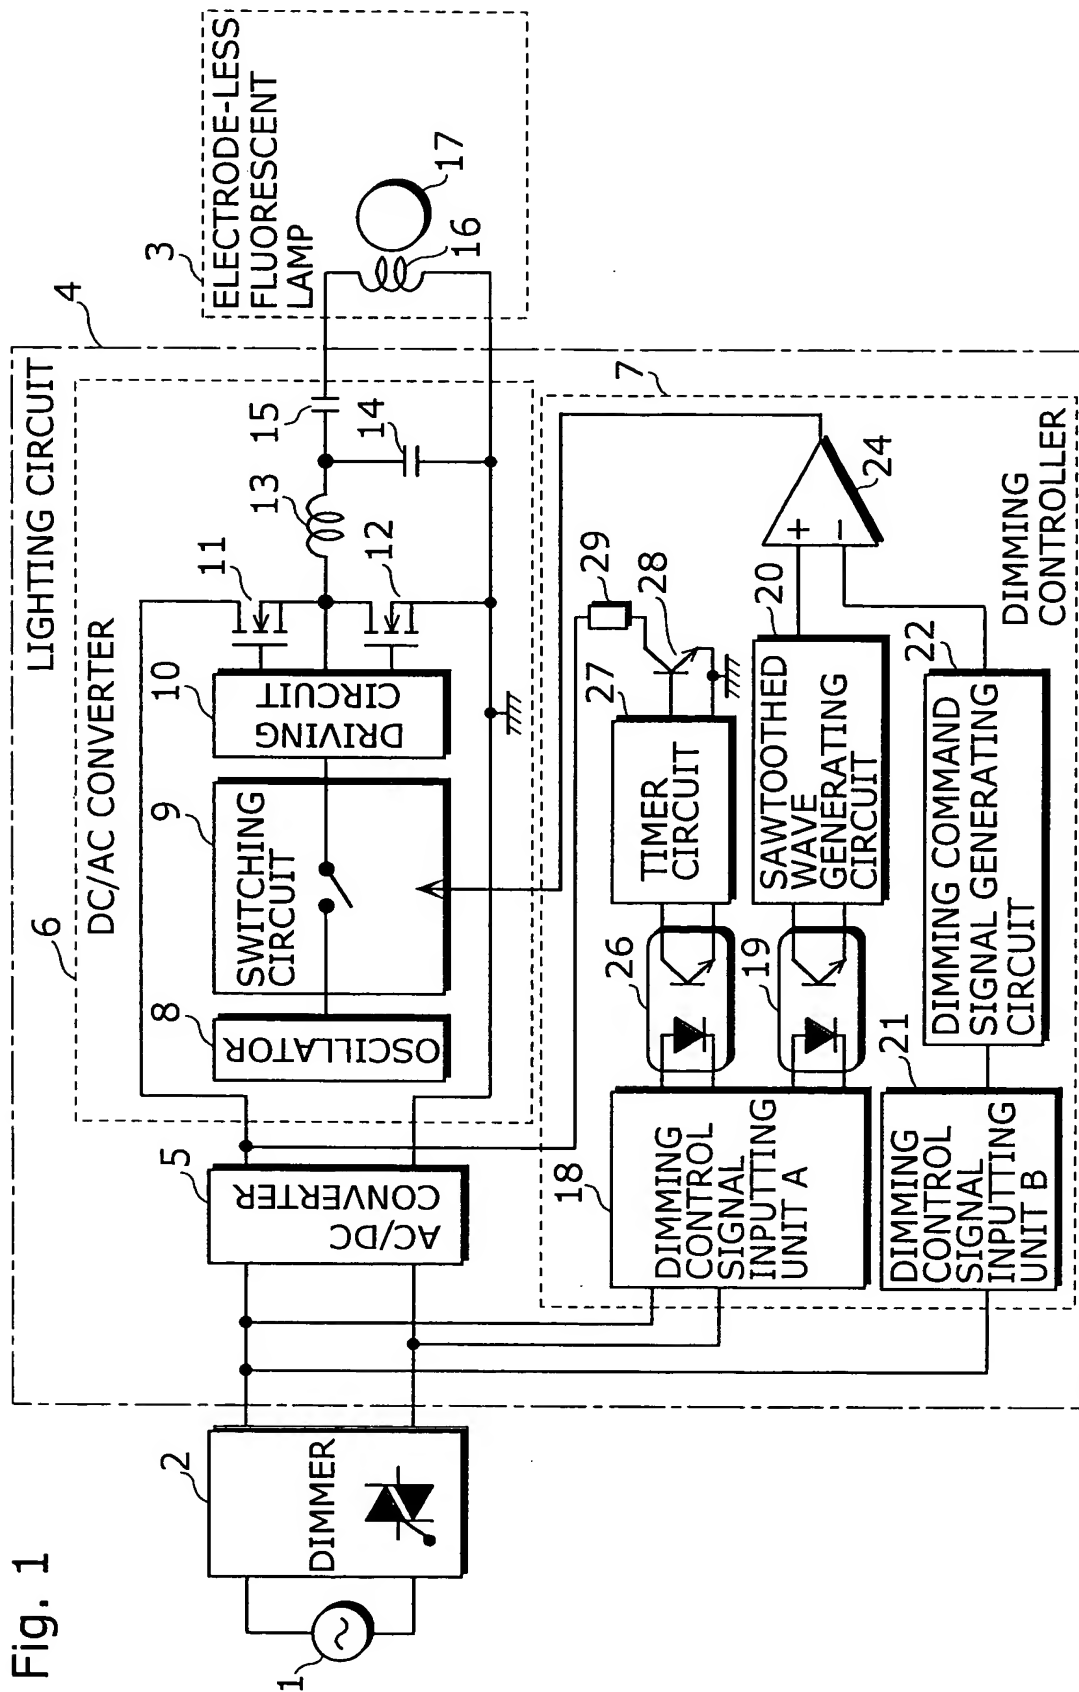 Fig. 1
LIGHTING CIRCUIT
4
6
DC/AC CONVERTER
3
ELECTRODE-LESS
FLUORESCENT
LAMP
1
2
DIMMER
5
AC/DC
CONVERTER
8
OSCILLATOR
9
SWITCHING
CIRCUIT
10
DRIVING
CIRCUIT
11
12
13
14
15
16
17
7
18
DIMMING
CONTROL
SIGNAL
INPUTTING
UNIT A
26
19
27
TIMER
CIRCUIT
28
29
20
SAWTOOTHED
WAVE
GENERATING
CIRCUIT
+
−
24
21
DIMMING
CONTROL
SIGNAL
INPUTTING
UNIT B
22
DIMMING COMMAND
SIGNAL GENERATING
CIRCUIT
DIMMING
CONTROLLER